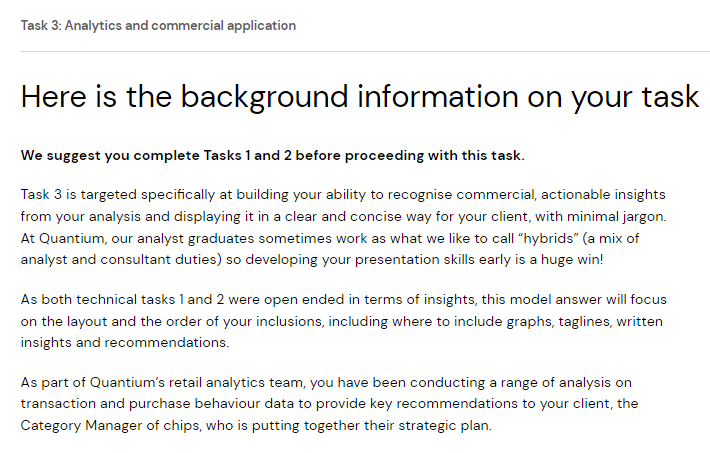 Task 3: Analytics and commercial application
Here is the background information on your task
We suggest you complete Tasks 1 and 2 before proceeding with this task.
Task 3 is targeted specifically at building your ability to recognise commercial, actionable insights
from your analysis and displaying it in a clear and concise way for your client, with minimal jargon.
At Quantium, our analyst graduates sometimes work as what we like to call “hybrids” (a mix of
analyst and consultant duties) so developing your presentation skills early is a huge win!
As both technical tasks 1 and 2 were open ended in terms of insights, this model answer will focus
on the layout and the order of your inclusions, including where to include graphs, taglines, written
insights and recommendations.
As part of Quantium’s retail analytics team, you have been conducting a range of analysis on
transaction and purchase behaviour data to provide key recommendations to your client, the
Category Manager of chips, who is putting together their strategic plan.